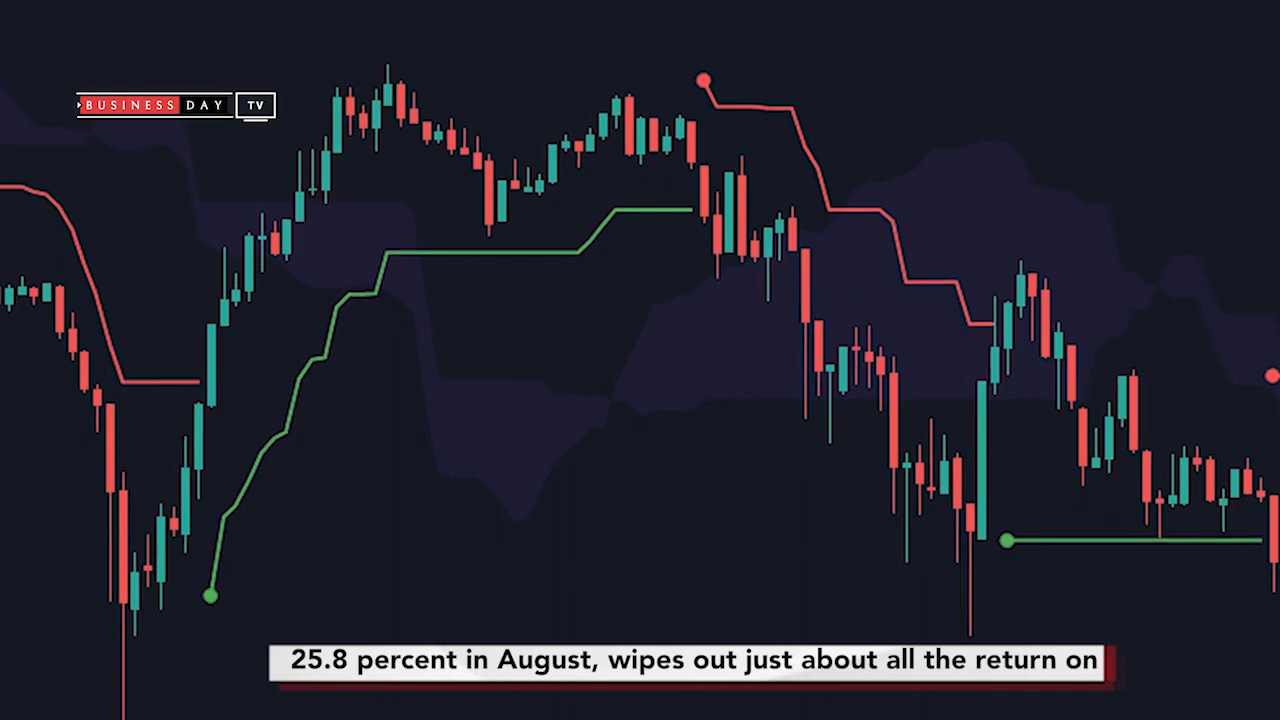 BUSINESS DAY TV
25.8 percent in August, wipes out just about all the return on